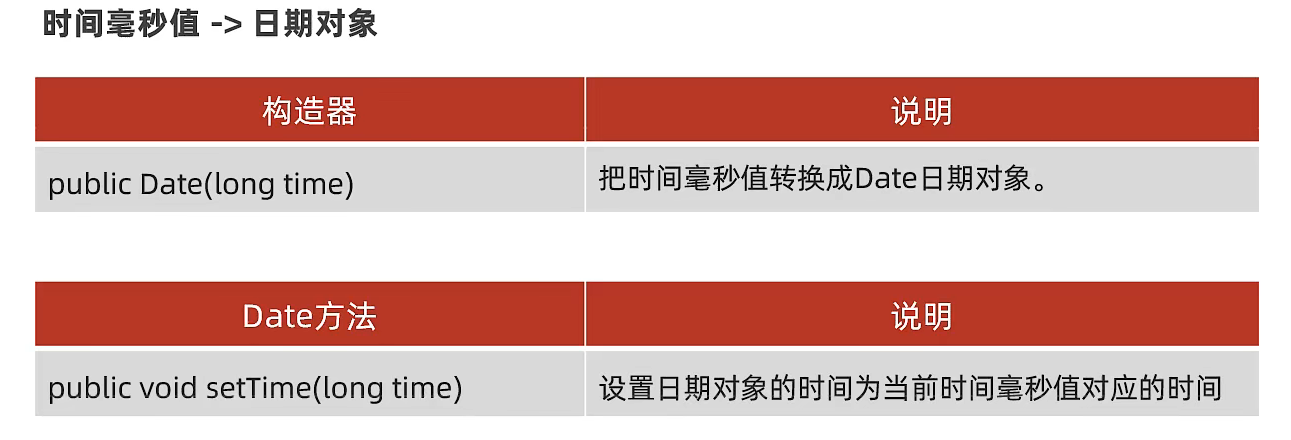 时间毫秒值 -> 日期对象
构造器 说明
public Date(long time) 把时间毫秒值转换成Date日期对象。
Date方法 说明
public void setTime(long time) 设置日期对象的时间为当前时间毫秒值对应的时间